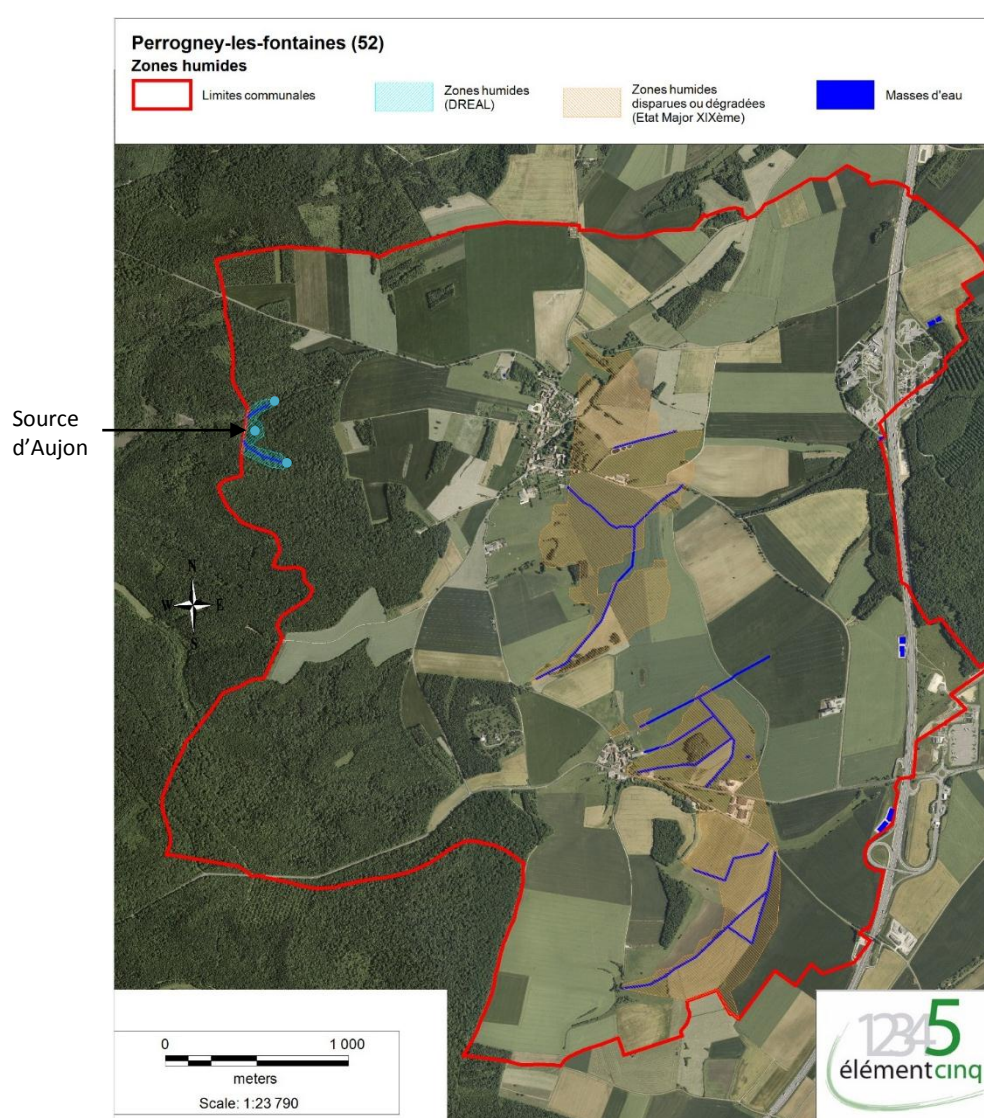 Perrogney-les-fontaines (52)
Zones humides
Limites communales
Zones humides
(DREAL)
Zones humides
disparues ou dégradées
(Etat Major XIXème)
Masses d'eau
Source
d'Aujon
N
W E
S
0 1 000
meters
Scale: 1:23 790
12345
élémentcinq